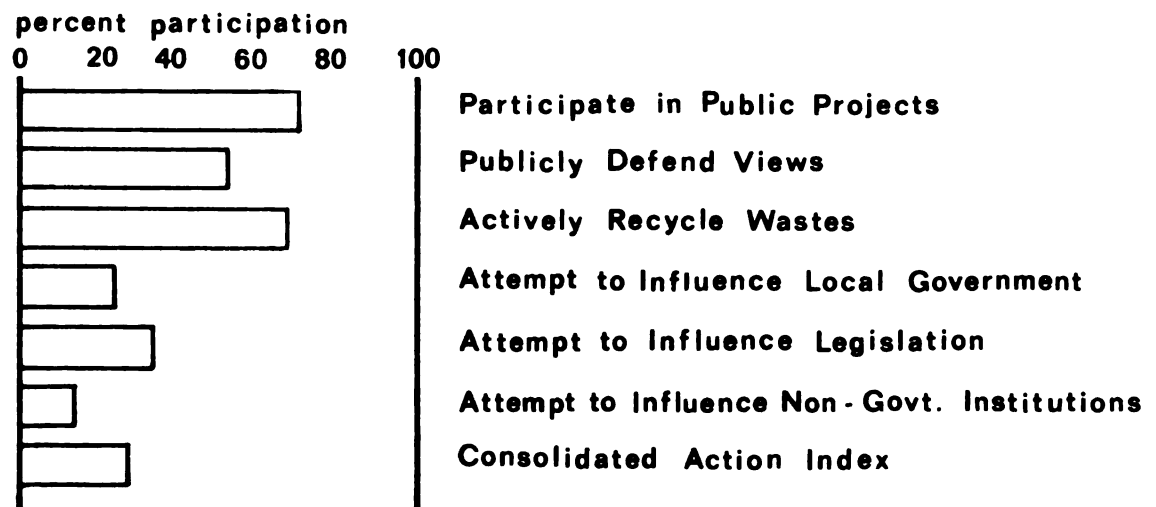 percent participation
0 20 40 60 80 100
Participate in Public Projects
Publicly Defend Views
Actively Recycle Wastes
Attempt to Influence Local Government
Attempt to Influence Legislation
Attempt to Influence Non-Govt. Institutions
Consolidated Action Index